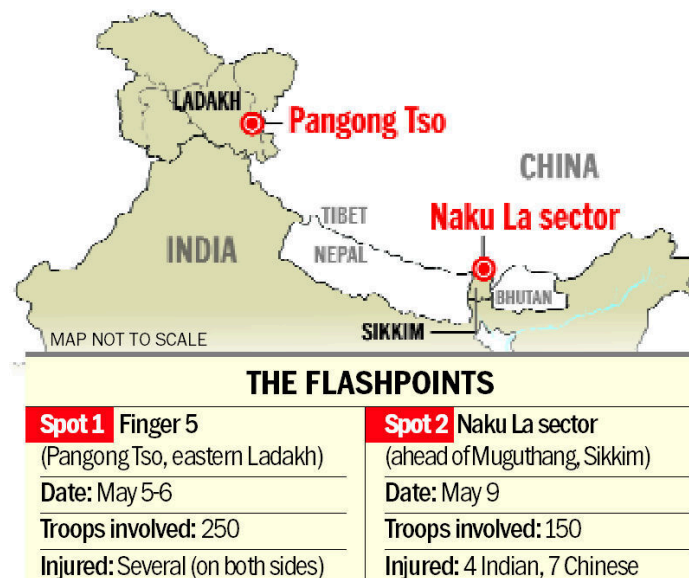 LADAKH
Pangong Tso
CHINA
TIBET
Naku La sector
INDIA
NEPAL
BHUTAN
SIKKIM
MAP NOT TO SCALE
THE FLASHPOINTS
Spot 1 Finger 5
(Pangong Tso, eastern Ladakh)
Date: May 5-6
Troops involved: 250
Injured: Several (on both sides)
Spot 2 Naku La sector
(ahead of Muguthang, Sikkim)
Date: May 9
Troops involved: 150
Injured: 4 Indian, 7 Chinese